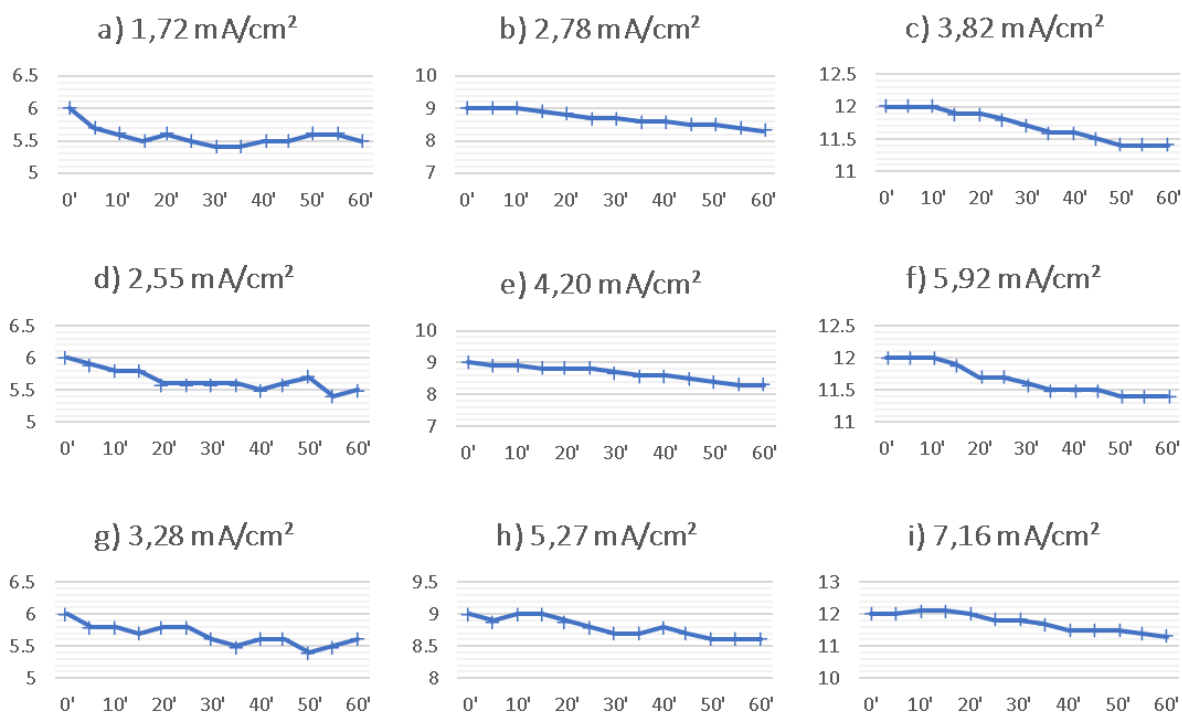 a) 1,72 mA/cm²
6.5
6
5.5
5
0' 10' 20' 30' 40' 50' 60'
b) 2,78 mA/cm²
10
9
8
7
0' 10' 20' 30' 40' 50' 60'
c) 3,82 mA/cm²
12.5
12
11.5
11
0' 10' 20' 30' 40' 50' 60'
d) 2,55 mA/cm²
6.5
6
5.5
5
0' 10' 20' 30' 40' 50' 60'
e) 4,20 mA/cm²
10
9
8
7
0' 10' 20' 30' 40' 50' 60'
f) 5,92 mA/cm²
12.5
12
11.5
11
0' 10' 20' 30' 40' 50' 60'
g) 3,28 mA/cm²
6.5
6
5.5
5
0' 10' 20' 30' 40' 50' 60'
h) 5,27 mA/cm²
9.5
9
8.5
8
0' 10' 20' 30' 40' 50' 60'
i) 7,16 mA/cm²
13
12
11
10
0' 10' 20' 30' 40' 50' 60'